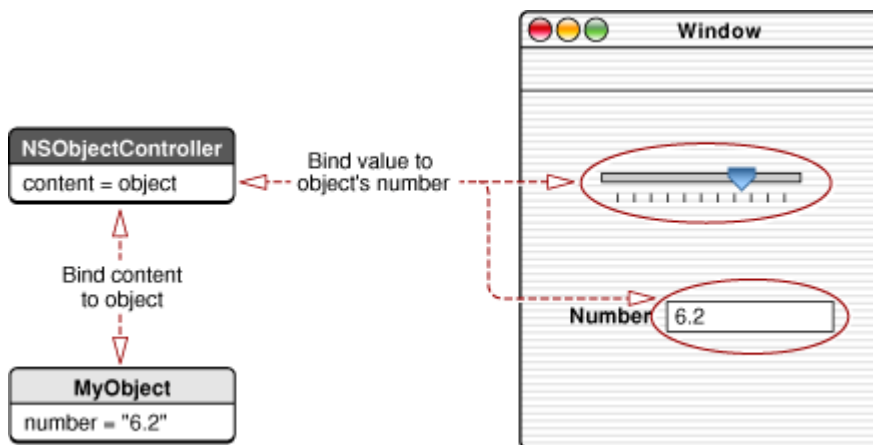 Window
NSObjectController
content = object
Bind value to
object's number
Bind content
to object
Number
6.2
MyObject
number = "6.2"